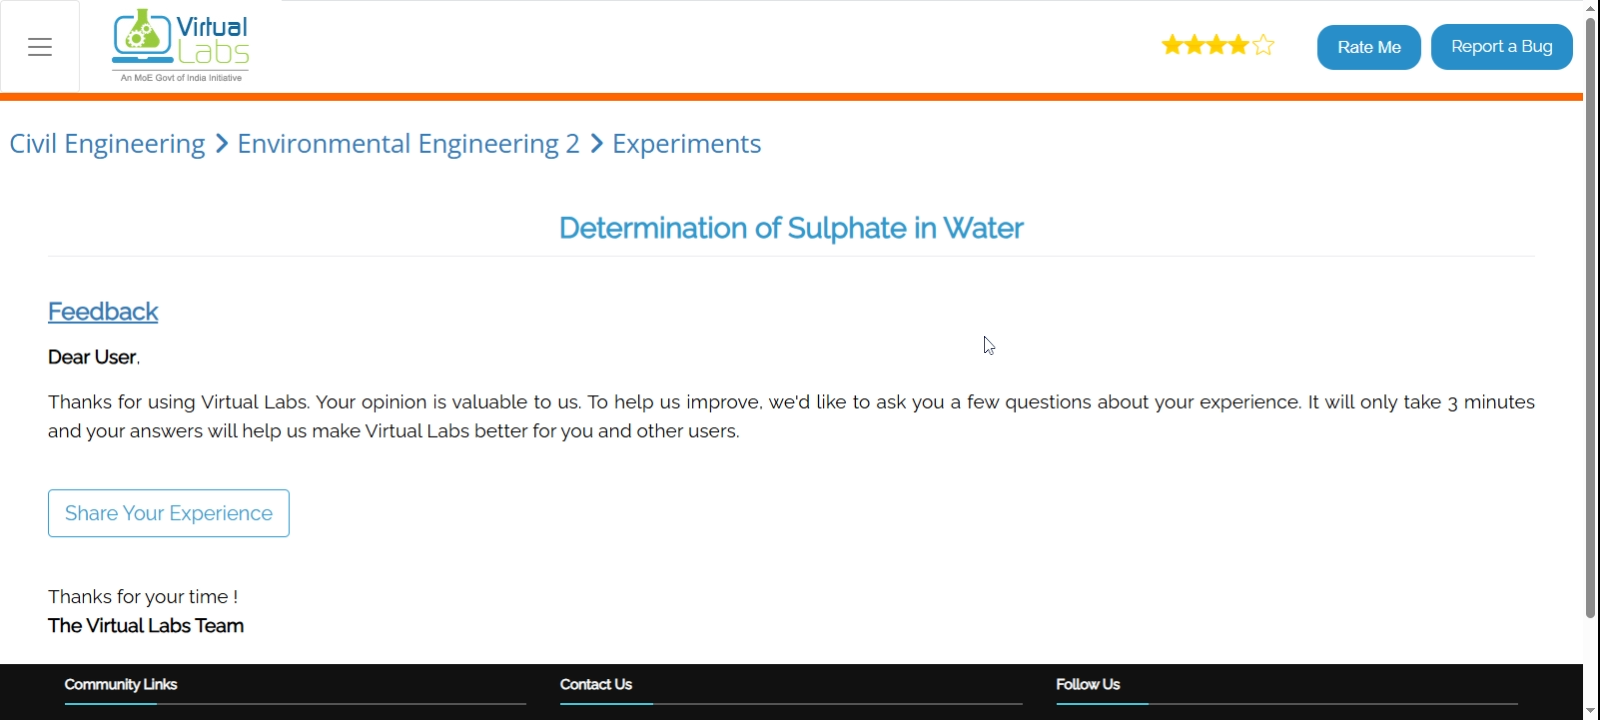 Virtual
Labs
An MoE Govt of India Initiative
Rate Me
Report a Bug
Civil Engineering > Environmental Engineering 2 > Experiments
Determination of Sulphate in Water
Feedback
Dear User,
Thanks for using Virtual Labs. Your opinion is valuable to us. To help us improve, we'd like to ask you a few questions about your experience. It will only take 3 minutes
and your answers will help us make Virtual Labs better for you and other users.
Share Your Experience
Thanks for your time !
The Virtual Labs Team
Community Links
Contact Us
Follow Us